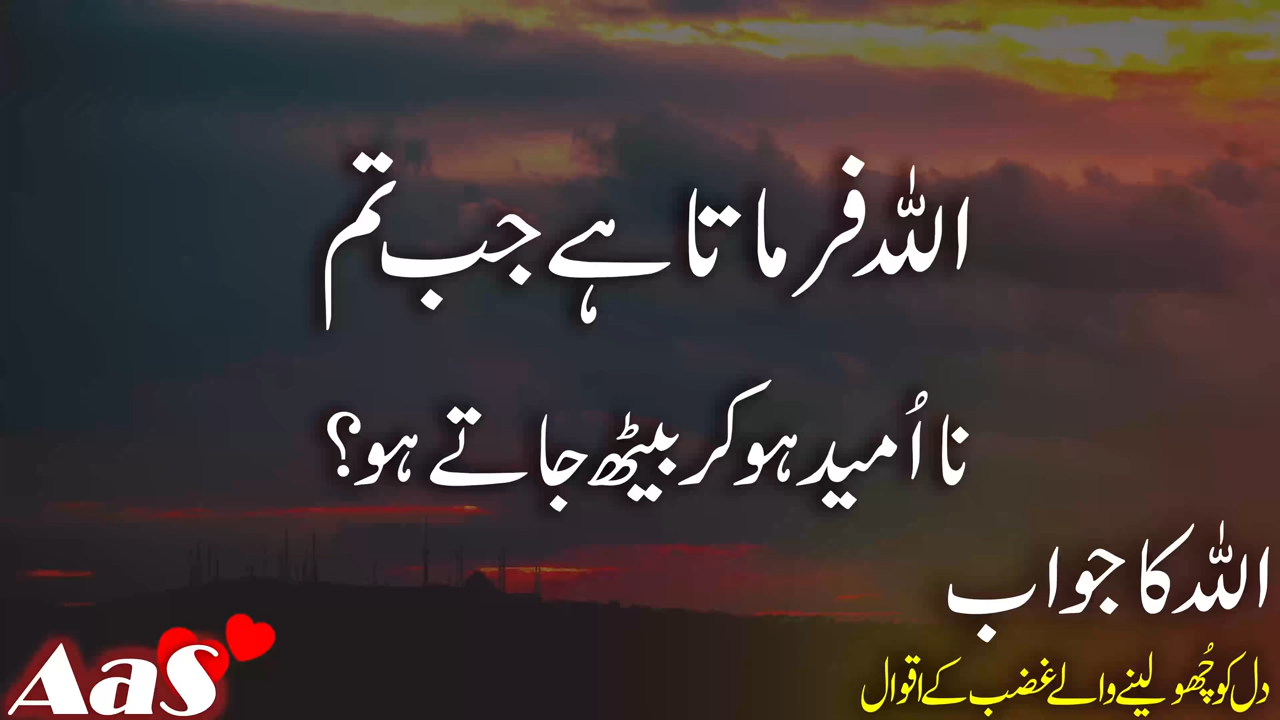 اللہ فرماتا ہے جب تم
نا اُمید ہو کر بیٹھ جاتے ہو؟
اللہ کا جواب
دل کو چُھو لینے والے غضب کے اقوال
AaS